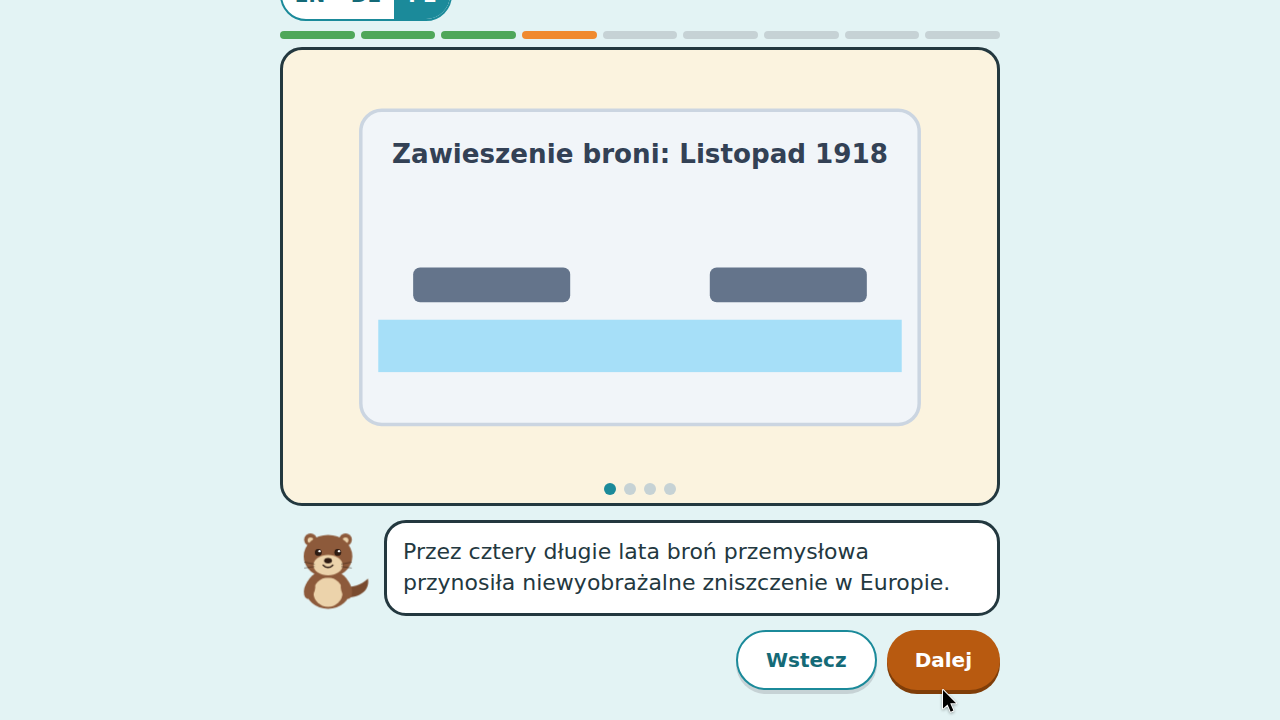 Zawieszenie broni: Listopad 1918
Przez cztery długie lata broń przemysłowa
przynosiła niewyobrażalne zniszczenie w Europie.
Wstecz
Dalej